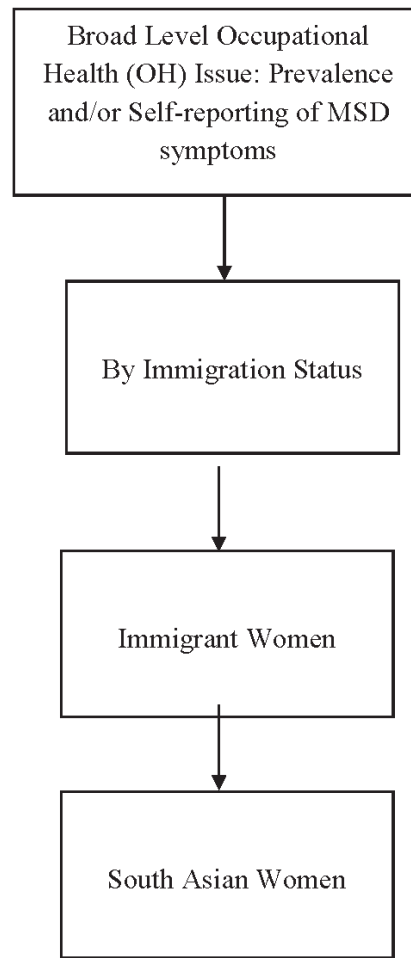 Broad Level Occupational
Health (OH) Issue: Prevalence
and/or Self-reporting of MSD
symptoms
By Immigration Status
Immigrant Women
South Asian Women